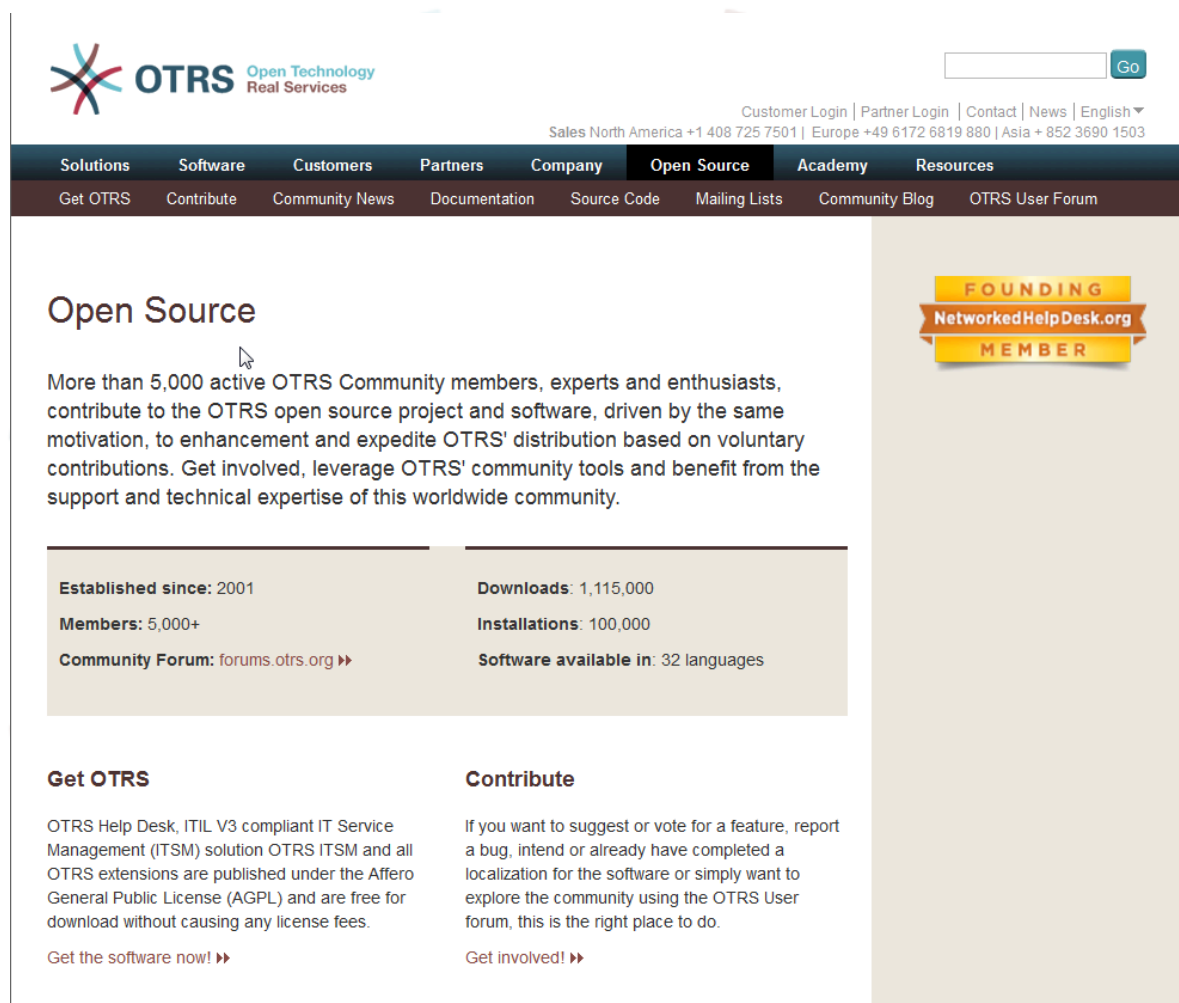 OTRS Open Technology
Real Services
Go
Customer Login | Partner Login | Contact | News | English
Sales North America +1 408 725 7501 | Europe +49 6172 6819 880 | Asia + 852 3690 1503
Solutions Software Customers Partners Company Open Source Academy Resources
Get OTRS Contribute Community News Documentation Source Code Mailing Lists Community Blog OTRS User Forum
FOUNDING
NetworkedHelpDesk.org
MEMBER
Open Source
More than 5,000 active OTRS Community members, experts and enthusiasts,
contribute to the OTRS open source project and software, driven by the same
motivation, to enhancement and expedite OTRS' distribution based on voluntary
contributions. Get involved, leverage OTRS' community tools and benefit from the
support and technical expertise of this worldwide community.
Established since: 2001
Members: 5,000+
Community Forum: forums.otrs.org
Downloads: 1,115,000
Installations: 100,000
Software available in: 32 languages
Get OTRS
OTRS Help Desk, ITIL V3 compliant IT Service
Management (ITSM) solution OTRS ITSM and all
OTRS extensions are published under the Affero
General Public License (AGPL) and are free for
download without causing any license fees.
Get the software now!
Contribute
If you want to suggest or vote for a feature, report
a bug, intend or already have completed a
localization for the software or simply want to
explore the community using the OTRS User
forum, this is the right place to do.
Get involved!